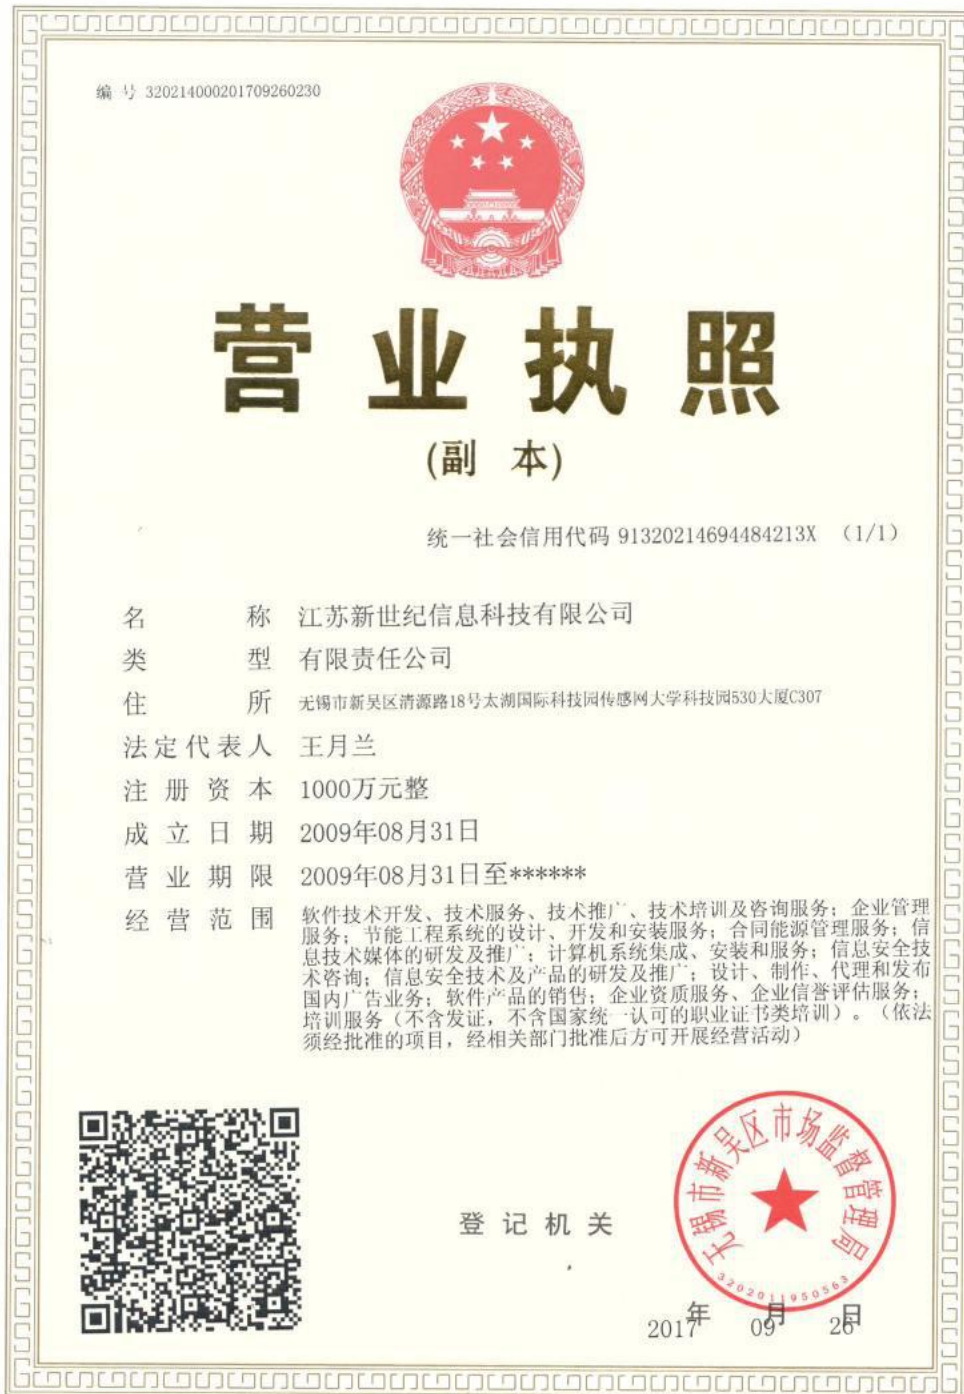 编 号 320214000201709260230
营业执照
(副 本)
统一社会信用代码 91320214694484213X （1/1）
名 称 江苏新世纪信息科技有限公司
类 型 有限责任公司
住 所 无锡市新吴区清源路18号太湖国际科技园传感网大学科技园530大厦C307
法定代表人 王月兰
注 册 资 本 1000万元整
成 立 日 期 2009年08月31日
营 业 期 限 2009年08月31日至******
经 营 范 围 软件技术开发、技术服务、技术推广、技术培训及咨询服务；企业管理
服务；节能工程系统的设计、开发和安装服务；合同能源管理服务；信
息技术媒体的研发及推广；计算机系统集成、安装和服务；信息安全技
术咨询；信息安全技术及产品的研发及推广；设计、制作、代理和发布
国内广告业务；软件产品的销售；企业资质服务、企业信誉评估服务；
培训服务（不含发证，不含国家统一认可的职业证书类培训）。（依法
须经批准的项目，经相关部门批准后方可开展经营活动）
无锡市新吴区市场监督管理局
登 记 机 关
3202011950563
2017年 09月 26日